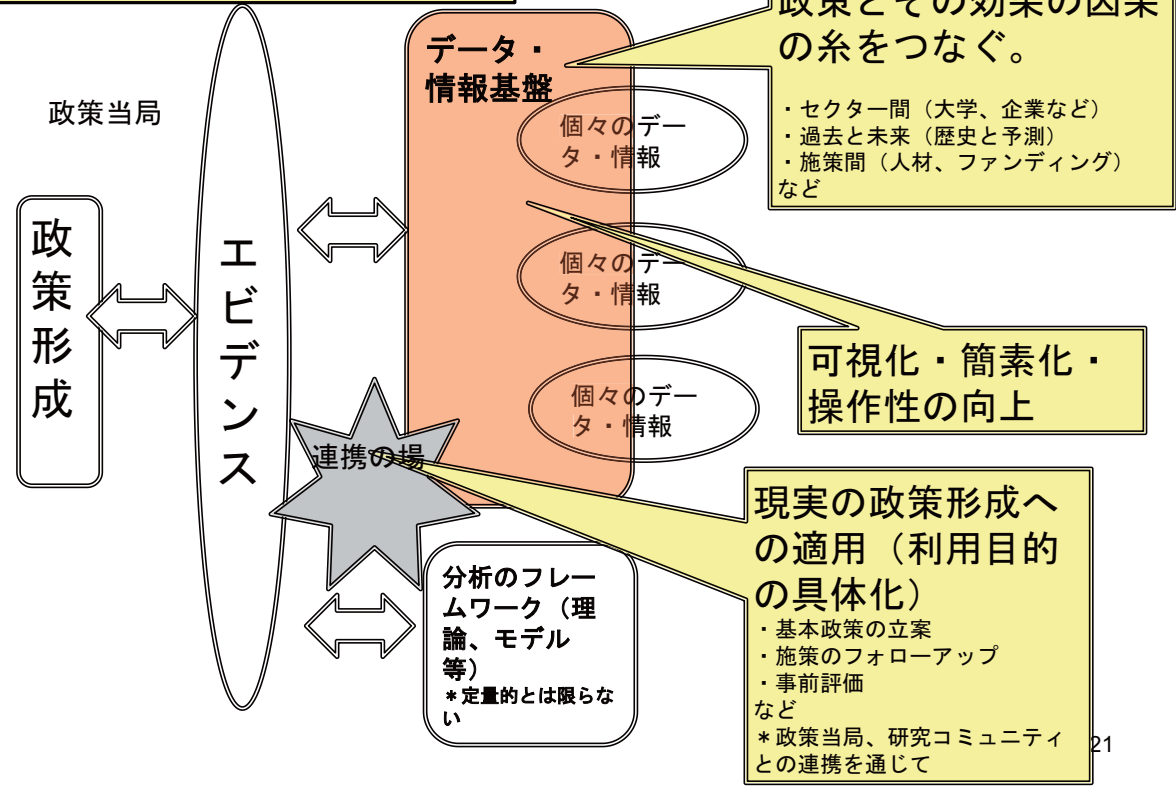 政策とその効果の因果
の糸をつなぐ。
・セクター間（大学、企業など）
・過去と未来（歴史と予測）
・施策間（人材、ファンディング）
など
データ・
情報基盤
政策当局
個々のデー
タ・情報
政
策
形
成
エ
ビ
デ
ン
ス
個々のデー
タ・情報
可視化・簡素化・
操作性の向上
個々のデー
タ・情報
連携の場
現実の政策形成へ
の適用（利用目的
の具体化）
・基本政策の立案
・施策のフォローアップ
・事前評価
など
＊政策当局、研究コミュニティ
との連携を通じて
分析のフレー
ムワーク（理
論、モデル
等）
＊定量的とは限らな
い
21